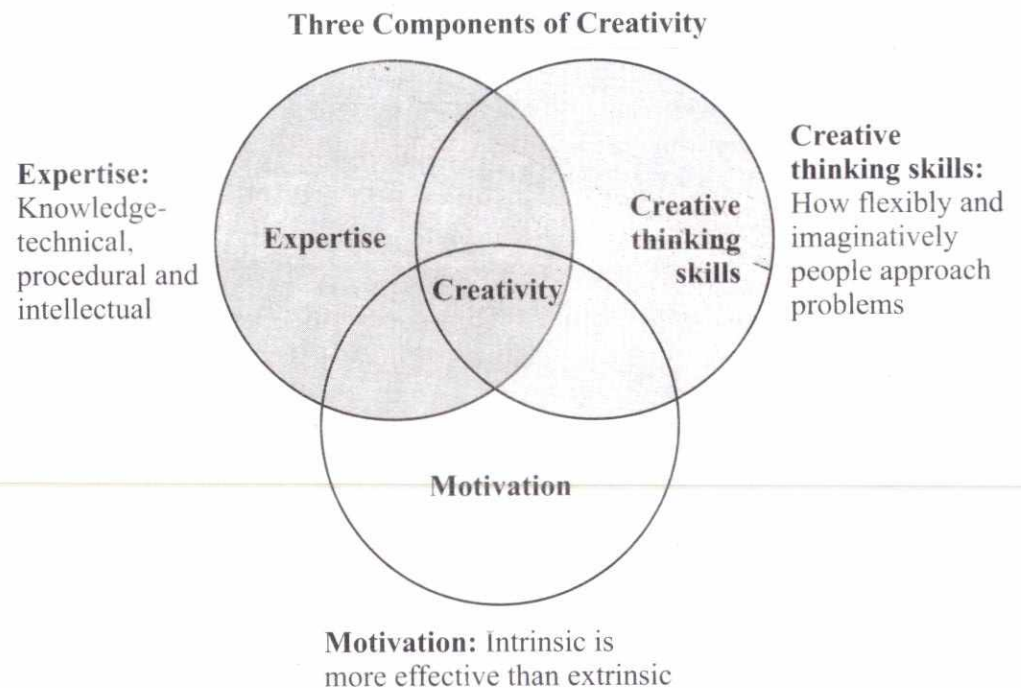 Three Components of Creativity
Expertise:
Knowledge-
technical,
procedural and
intellectual
Expertise
Creative
thinking
skills
Creativity
Creative
thinking skills:
How flexibly and
imaginatively
people approach
problems
Motivation
Motivation: Intrinsic is
more effective than extrinsic